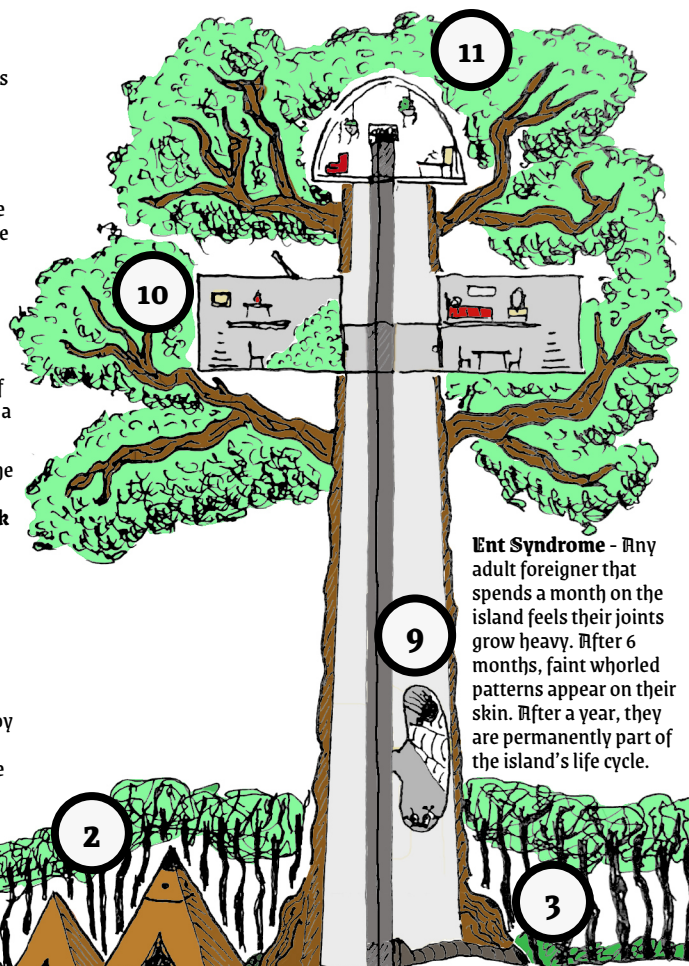 11
10
Ent Syndrome - Any
adult foreigner that
spends a month on the
island feels their joints
grow heavy. After 6
months, faint whorled
patterns appear on their
skin. After a year, they
are permanently part of
the island's life cycle.
9
2
3